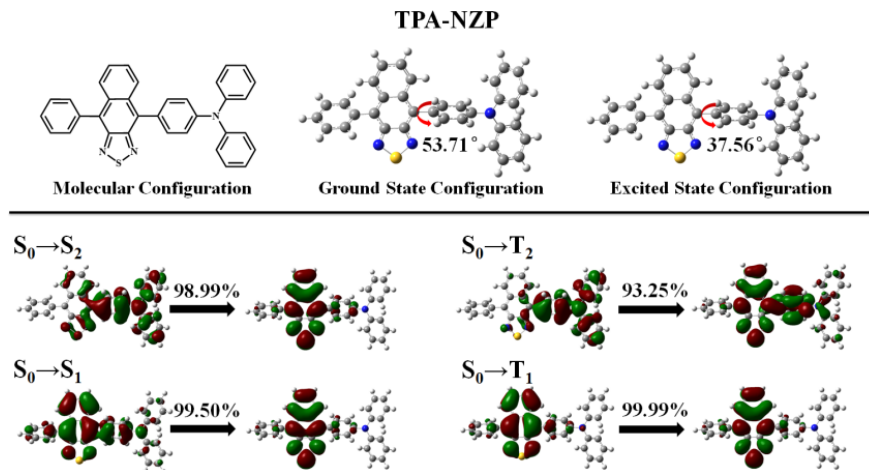 TPA-NZP
N
N
S
N
53.71°
37.56°
Molecular Configuration
Ground State Configuration
Excited State Configuration
S₀→S₂
98.99%
S₀→T₂
93.25%
S₀→S₁
99.50%
S₀→T₁
99.99%